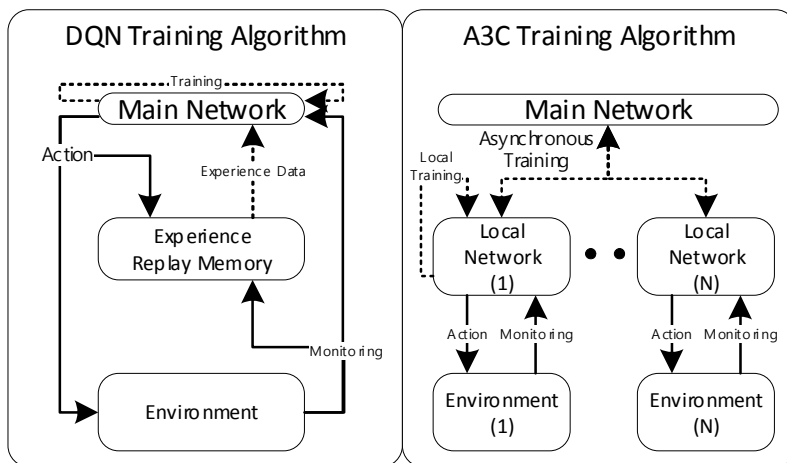 DQN Training Algorithm
Training
Main Network
Action
Experience Data
Experience
Replay Memory
Monitoring
Environment
A3C Training Algorithm
Main Network
Asynchronous
Training
Local
Training
Local
Network
(1)
Local
Network
(N)
Action
Monitoring
Action
Monitoring
Environment
(1)
Environment
(N)